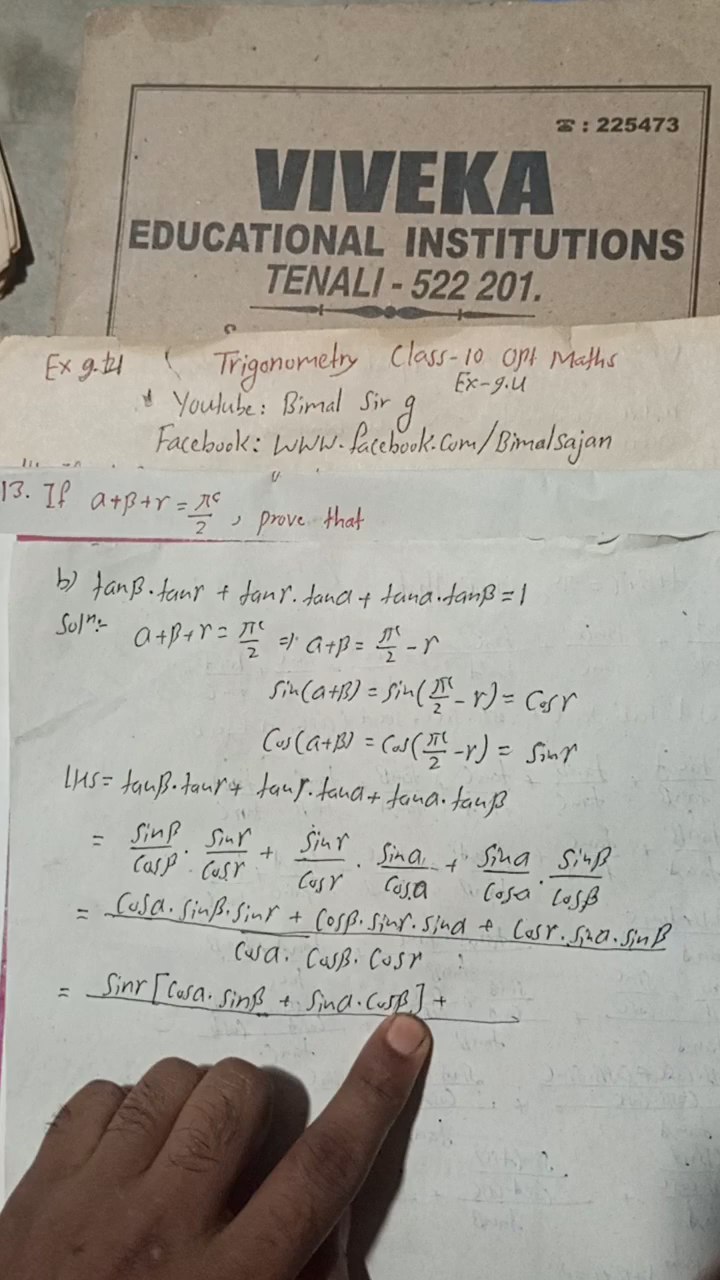 ☎ : 225473
VIVEKA
EDUCATIONAL INSTITUTIONS
TENALI - 522 201.
Ex 9.4 ( Trigonometry Class-10 Opt Maths
Ex-9.4
Youtube: Bimal Sir g
Facebook: WWW.facebook.com/Bimalsajan
13. If α+β+γ = π^c/2, prove that
b) tanβ.tanγ + tanγ.tanα + tanα.tanβ = 1
Solⁿ:- α+β+γ = π^c/2 ⇒ α+β = π^c/2 - γ
Sin(α+β) = Sin(π^c/2 - γ) = Cosγ
Cos(α+β) = Cos(π^c/2 - γ) = Sinγ
LHS = tanβ.tanγ + tanγ.tanα + tanα.tanβ
= Sinβ/Cosβ . Sinγ/Cosγ + Sinγ/Cosγ . Sinα/Cosα + Sinα/Cosα . Sinβ/Cosβ
= Cosα.Sinβ.Sinγ + Cosβ.Sinγ.Sinα + Cosγ.Sinα.Sinβ
Cosα. Cosβ. Cosγ
= Sinγ[Cosα.Sinβ + Sinα.Cosβ] +